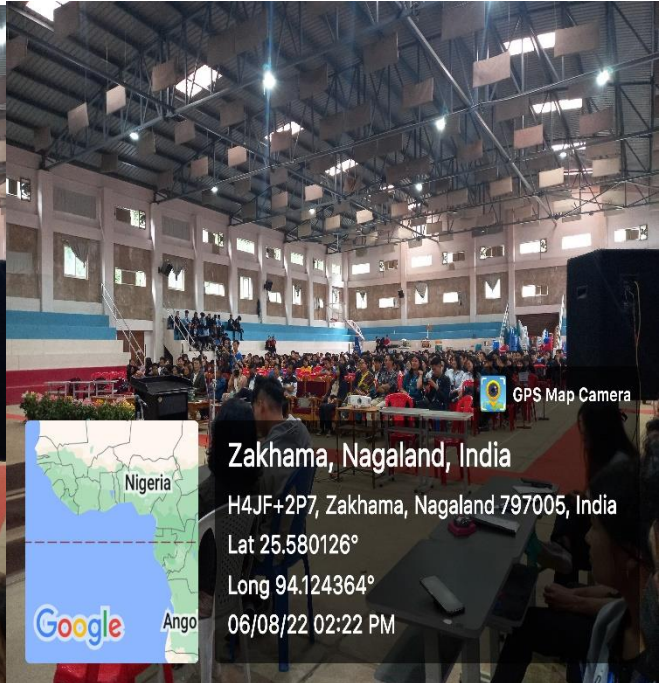 GPS Map Camera
Zakhama, Nagaland, India
H4JF+2P7, Zakhama, Nagaland 797005, India
Lat 25.580126°
Long 94.124364°
06/08/22 02:22 PM
Nigeria
Ango
Google